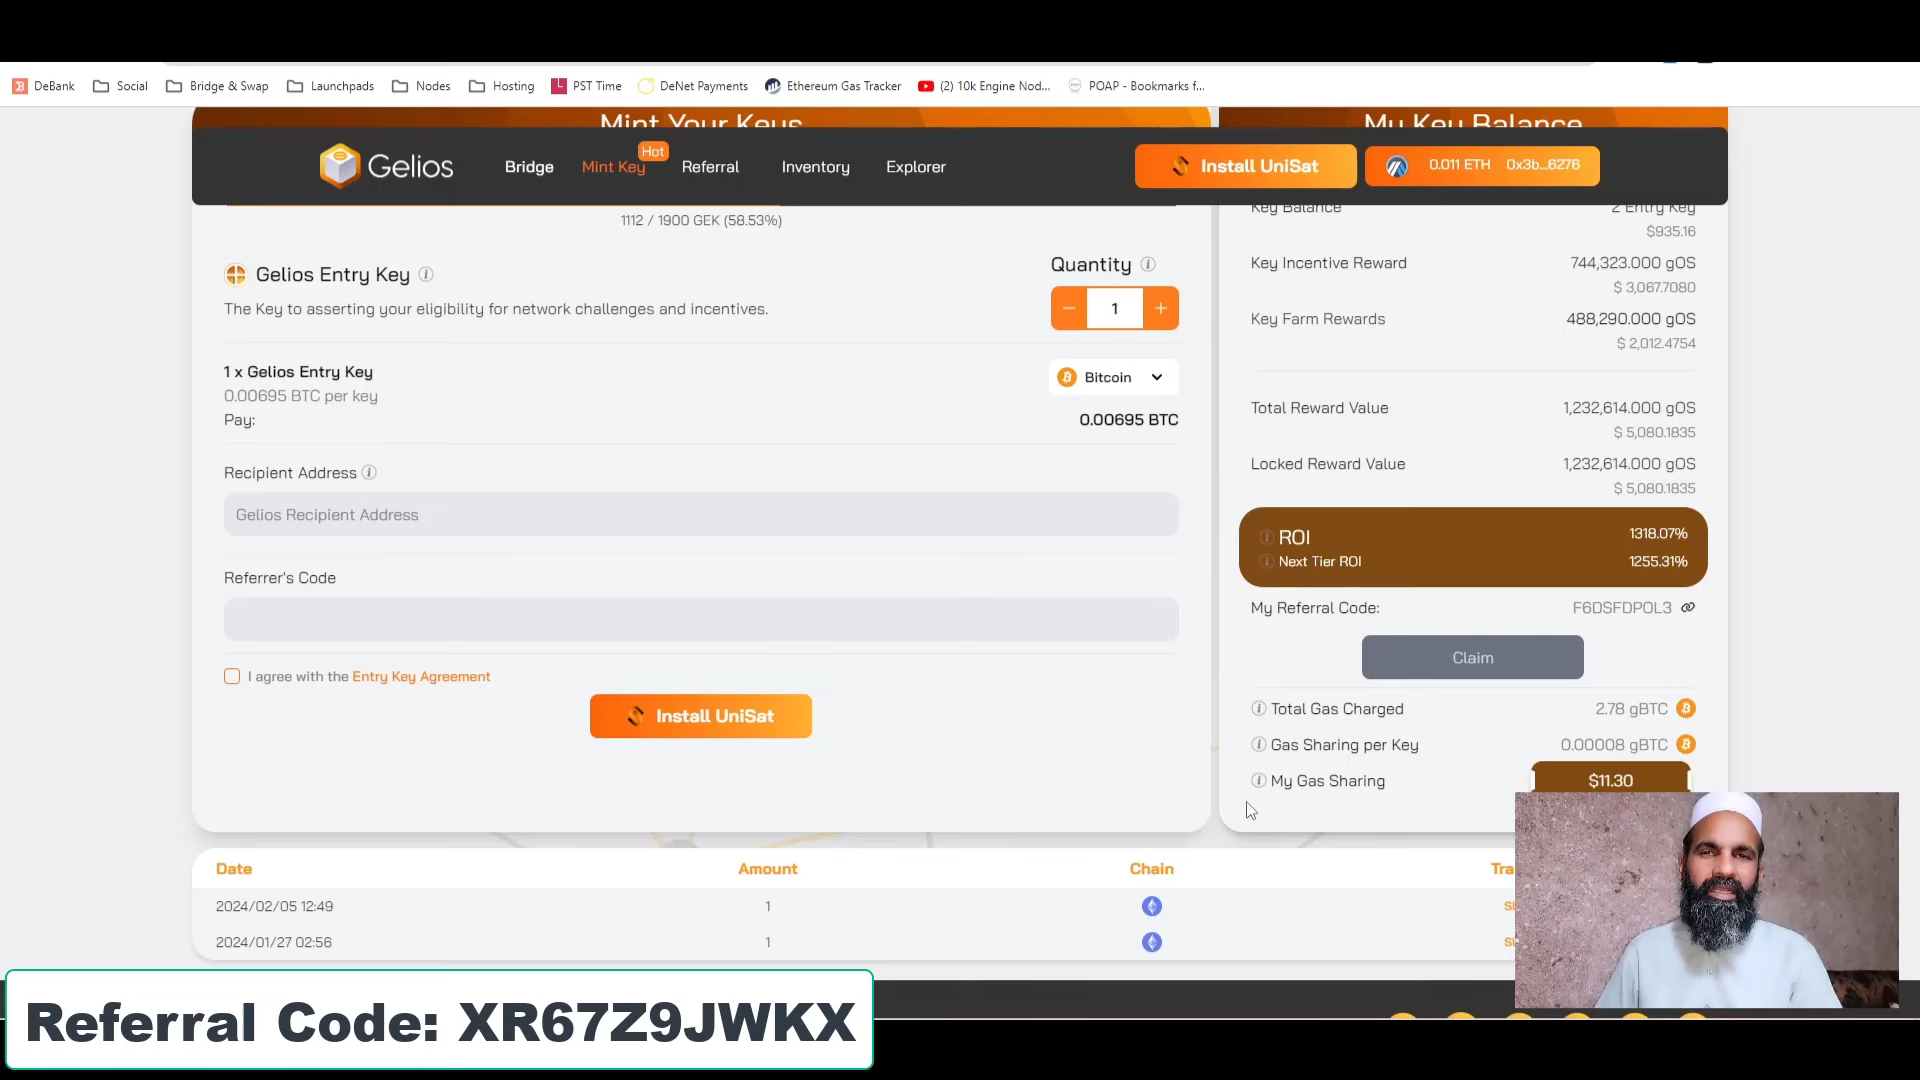 DeBank
Social
Bridge & Swap
Launchpads
Nodes
Hosting
PST Time
DeNet Payments
Ethereum Gas Tracker
(2) 10k Engine Nod...
POAP - Bookmarks f...
Mint Your Keys
My Key Balance
Gelios
Bridge
Mint Key
Hot
Referral
Inventory
Explorer
Install UniSat
0.011 ETH 0x3b...6276
1112 / 1900 GEK (58.53%)
Gelios Entry Key
Quantity
The Key to asserting your eligibility for network challenges and incentives.
1
1 x Gelios Entry Key
0.00695 BTC per key
Bitcoin
Pay:
0.00695 BTC
Recipient Address
Gelios Recipient Address
Referrer's Code
I agree with the Entry Key Agreement
Install UniSat
Key Balance 2 Entry Key
$935.16
Key Incentive Reward 744,323.000 gOS
$ 3,067.7080
Key Farm Rewards 488,290.000 gOS
$ 2,012.4754
Total Reward Value 1,232,614.000 gOS
$ 5,080.1835
Locked Reward Value 1,232,614.000 gOS
$ 5,080.1835
ROI 1318.07%
Next Tier ROI 1255.31%
My Referral Code: F6DSFDPOL3
Claim
Total Gas Charged 2.78 gBTC
Gas Sharing per Key 0.00008 gBTC
My Gas Sharing $11.30
Date Amount Chain Tra
2024/02/05 12:49 1
2024/01/27 02:56 1
Referral Code: XR67Z9JWKX